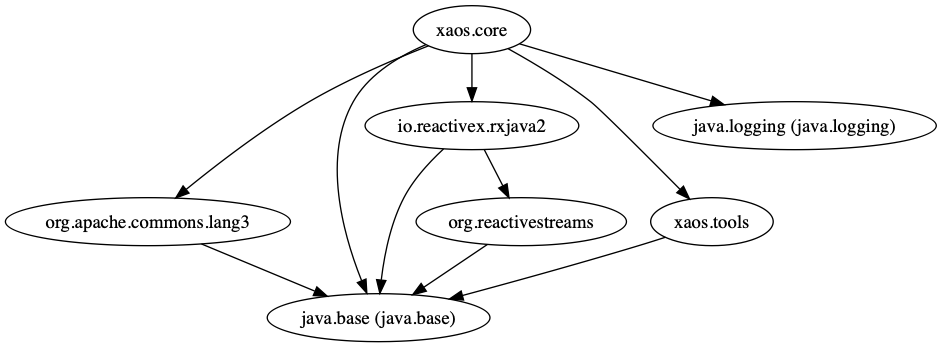 xaos.core
io.reactivex.rxjava2
java.logging (java.logging)
org.apache.commons.lang3
org.reactivestreams
xaos.tools
java.base (java.base)